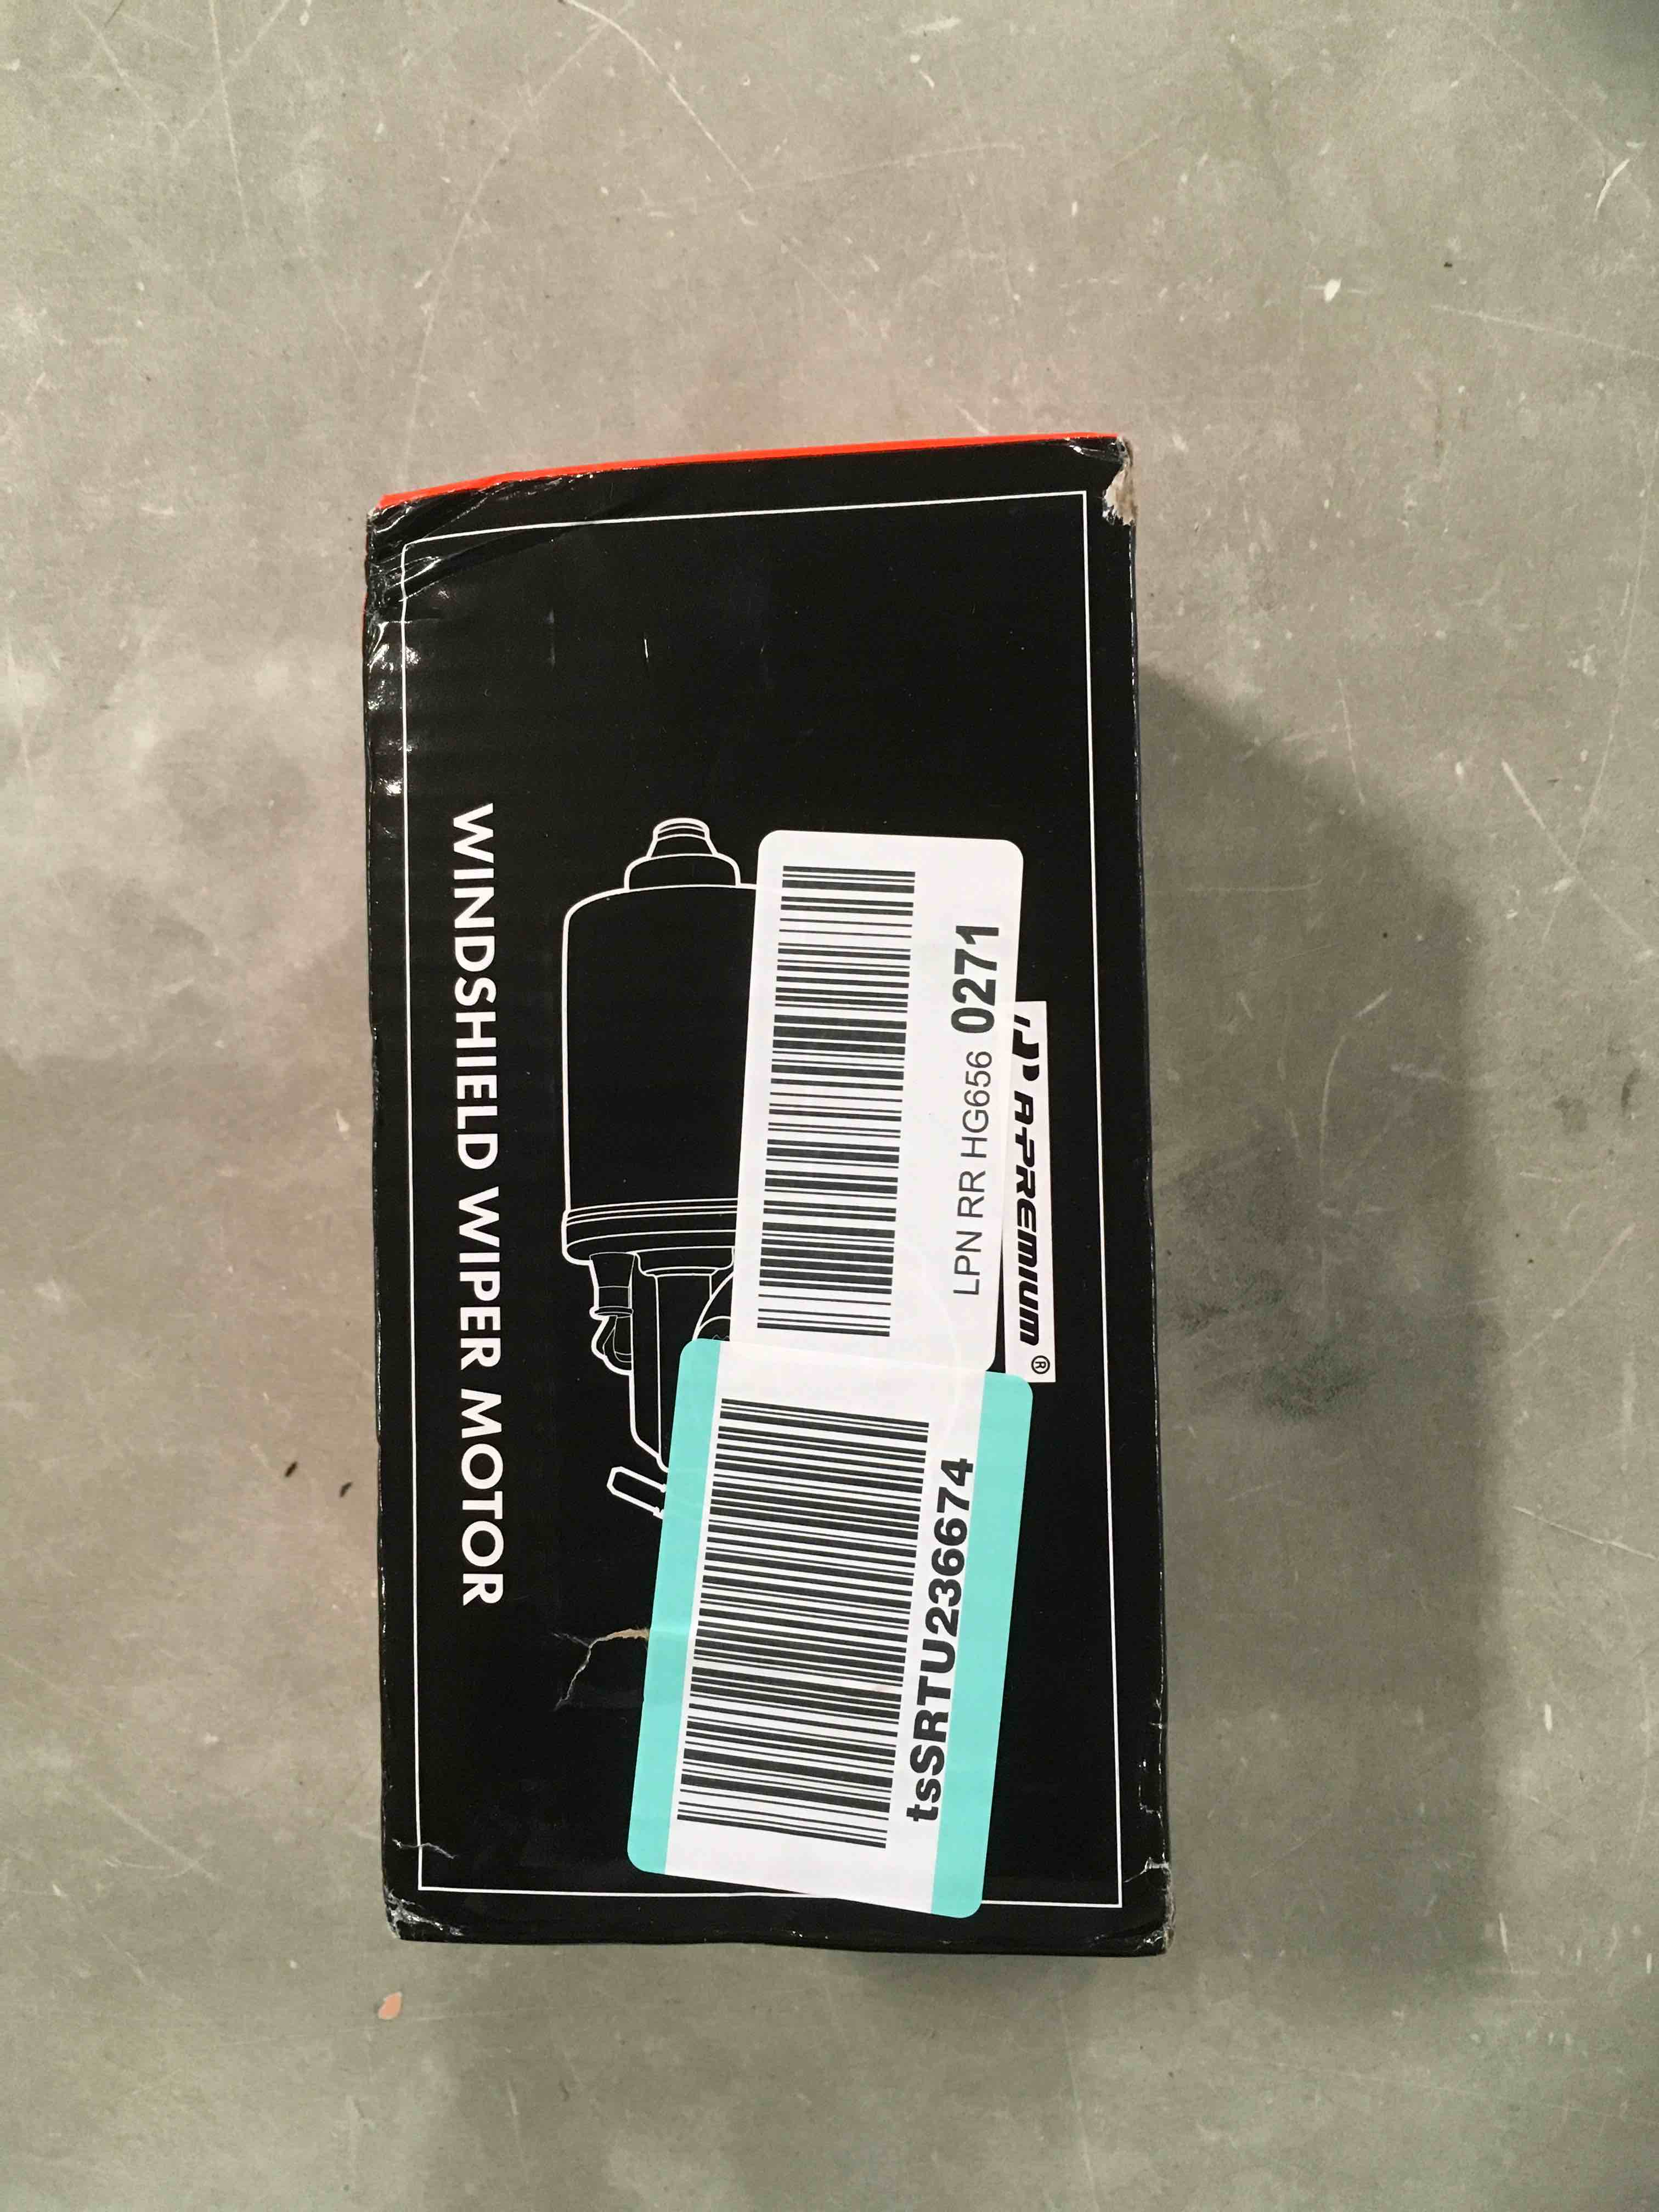 A-PREMIUM®
LPN RR HG656 0271
tsSRTU236674
WINDSHIELD WIPER MOTOR